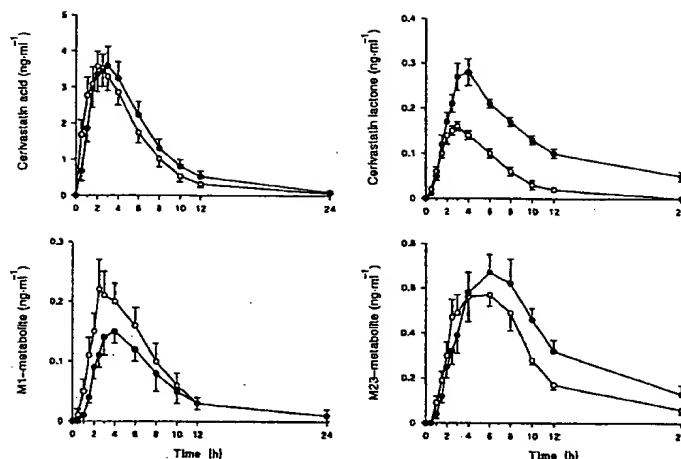 Cerivastatin acid (ng·ml⁻¹)
5
4
3
2
1
0
0 2 4 6 8 10 12 24
Cerivastatin lactone (ng·ml⁻¹)
0.4
0.3
0.2
0.1
0
0 2 4 6 8 10 12
M1–metabolite (ng·ml⁻¹)
0.3
0.2
0.1
0
0 2 4 6 8 10 12 24
Time [h]
M23–metabolite (ng·ml⁻¹)
0.8
0.6
0.4
0.2
0
0 2 4 6 8 10 12
Time [h]